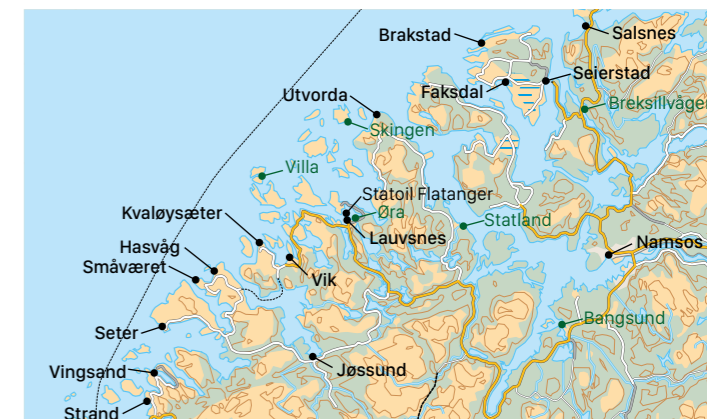 Brakstad
Salsnes
Seierstad
Faksdal
Utvorda
Breksillvågen
Skingen
Villa
Statoil Flatanger
Kvaløysæter
Øra
Statland
Lauvsnes
Namsos
Hasvåg
Småværet
Vik
Bangsund
Seter
Jøssund
Vingsand
Strand